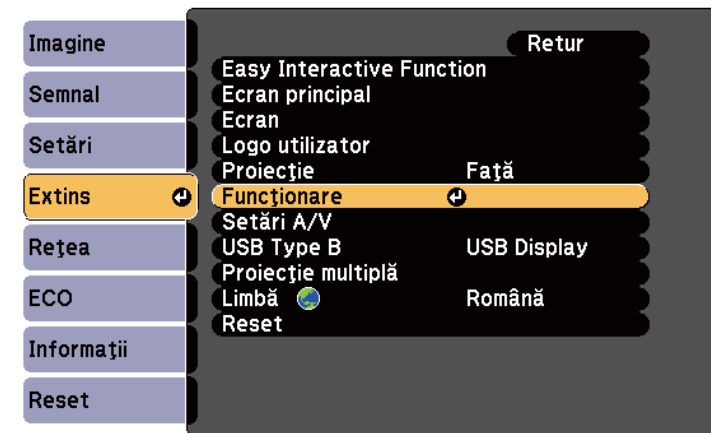 Imagine
Semnal
Setări
Extins
Reţea
ECO
Informaţii
Reset
Retur
Easy Interactive Function
Ecran principal
Ecran
Logo utilizator
Proiecţie Faţă
Funcţionare
Setări A/V
USB Type B USB Display
Proiecţie multiplă
Limbă Română
Reset